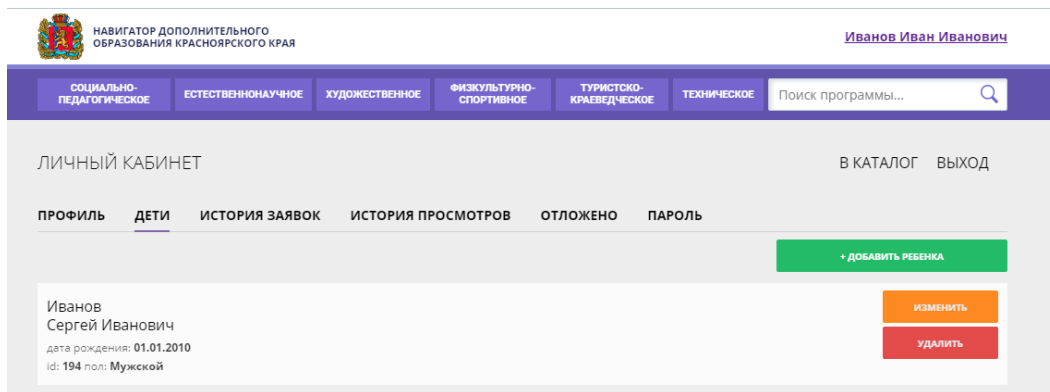 НАВИГАТОР ДОПОЛНИТЕЛЬНОГО
ОБРАЗОВАНИЯ КРАСНОЯРСКОГО КРАЯ
Иванов Иван Иванович
СОЦИАЛЬНО-
ПЕДАГОГИЧЕСКОЕ
ЕСТЕСТВЕННОНАУЧНОЕ
ХУДОЖЕСТВЕННОЕ
ФИЗКУЛЬТУРНО-
СПОРТИВНОЕ
ТУРИСТСКО-
КРАЕВЕДЧЕСКОЕ
ТЕХНИЧЕСКОЕ
Поиск программы...
ЛИЧНЫЙ КАБИНЕТ
В КАТАЛОГ ВЫХОД
ПРОФИЛЬ ДЕТИ ИСТОРИЯ ЗАЯВОК ИСТОРИЯ ПРОСМОТРОВ ОТЛОЖЕНО ПАРОЛЬ
+ ДОБАВИТЬ РЕБЕНКА
Иванов
Сергей Иванович
дата рождения: 01.01.2010
id: 194 пол: Мужской
ИЗМЕНИТЬ
УДАЛИТЬ